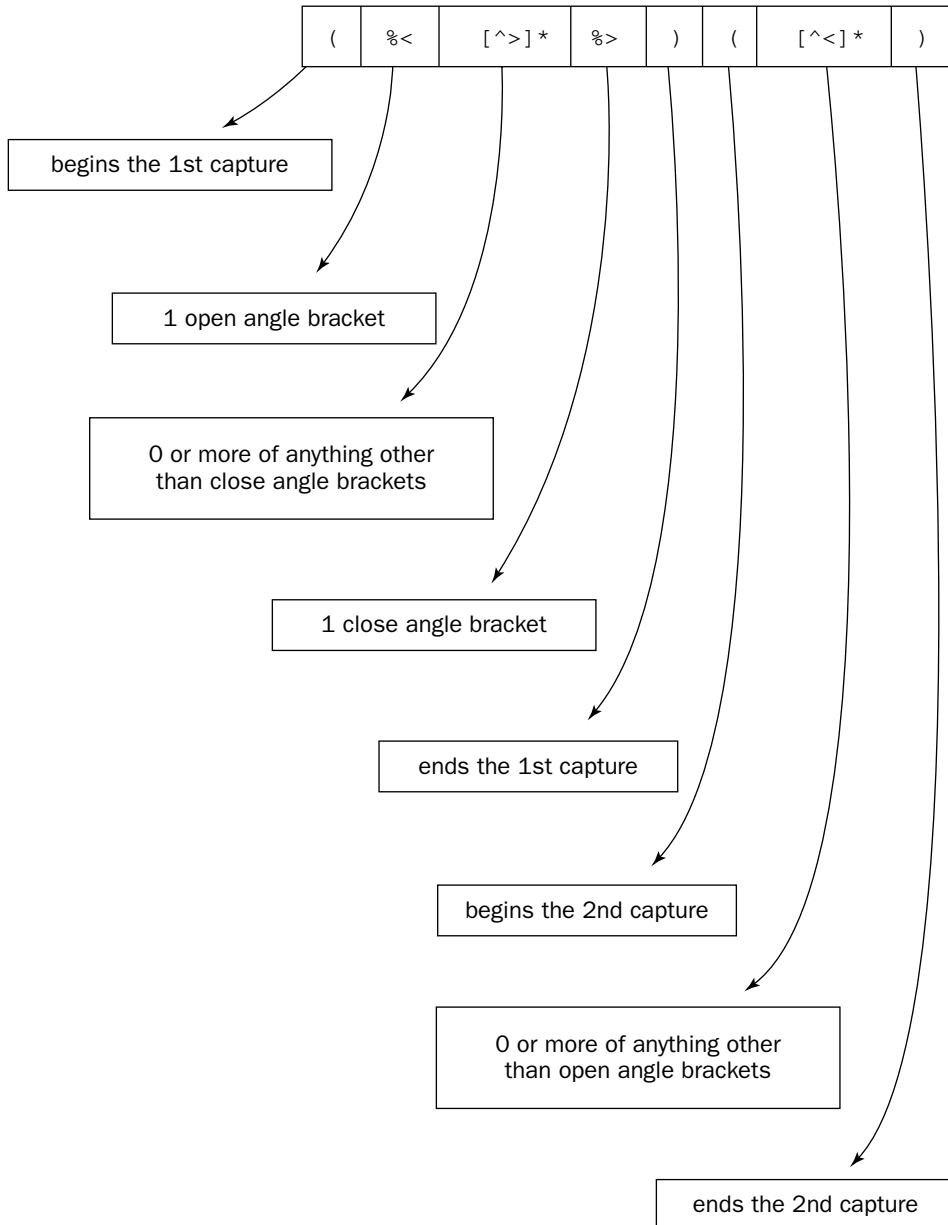 ( %< [^>]* %> ) ( [^<]* )
begins the 1st capture
1 open angle bracket
0 or more of anything other
than close angle brackets
1 close angle bracket
ends the 1st capture
begins the 2nd capture
0 or more of anything other
than open angle brackets
ends the 2nd capture